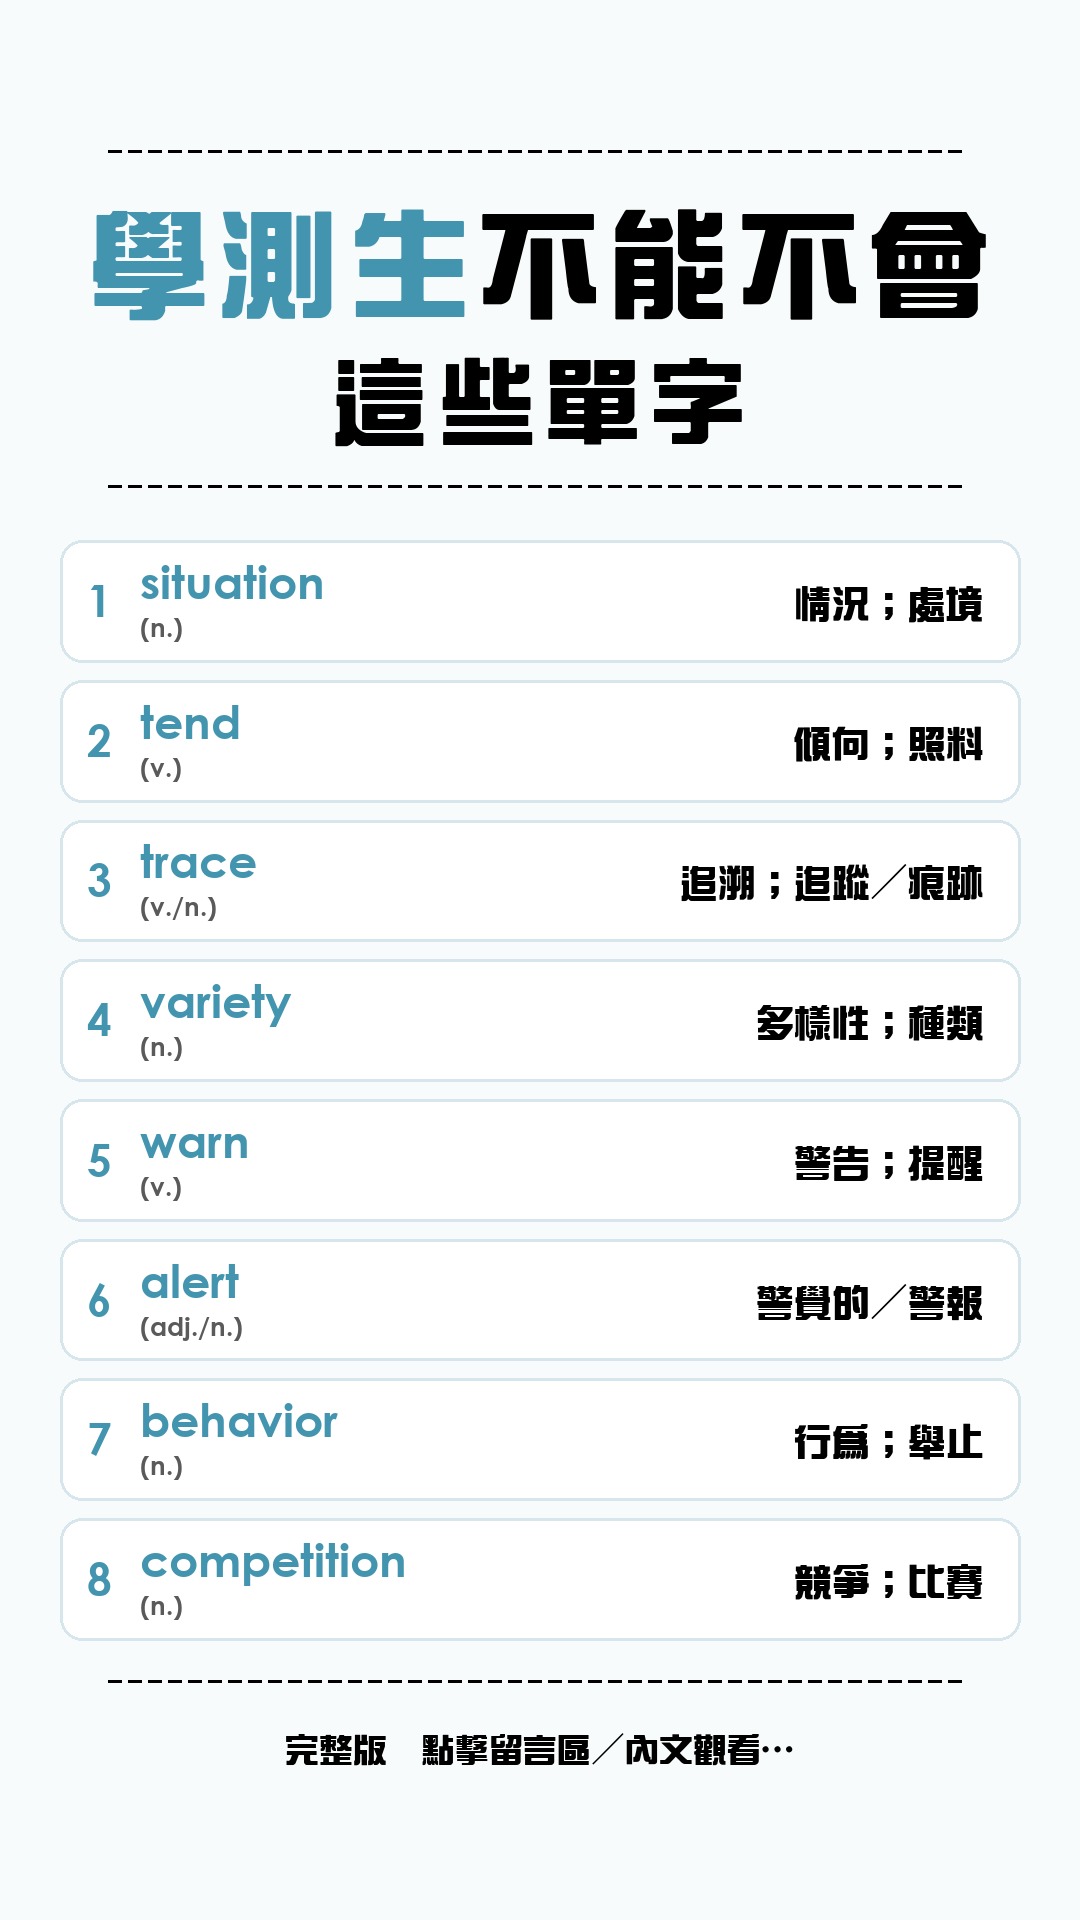 學測生不能不會
這些單字
1 situation 情況；處境
(n.)
2 tend 傾向；照料
(v.)
3 trace 追溯；追蹤／痕跡
(v./n.)
4 variety 多樣性；種類
(n.)
5 warn 警告；提醒
(v.)
6 alert 警覺的／警報
(adj./n.)
7 behavior 行為；舉止
(n.)
8 competition 競爭；比賽
(n.)
完整版　點擊留言區／內文觀看…